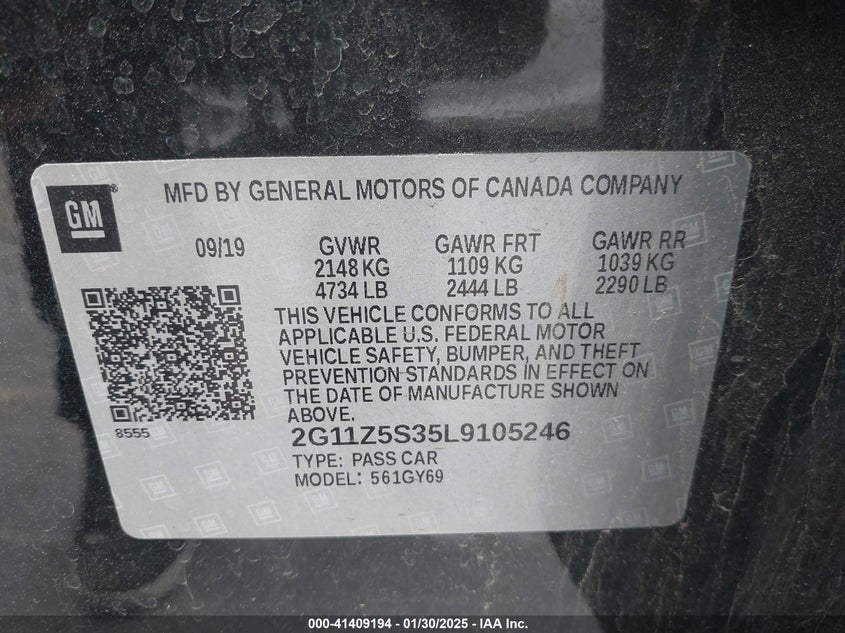 GM
MFD BY GENERAL MOTORS OF CANADA COMPANY
09/19 GVWR GAWR FRT GAWR RR
2148 KG 1109 KG 1039 KG
4734 LB 2444 LB 2290 LB
THIS VEHICLE CONFORMS TO ALL
APPLICABLE U.S. FEDERAL MOTOR
VEHICLE SAFETY, BUMPER, AND THEFT
PREVENTION STANDARDS IN EFFECT ON
THE DATE OF MANUFACTURE SHOWN
ABOVE.
8555
2G11Z5S35L9105246
TYPE: PASS CAR
MODEL: 561GY69
000-41409194 - 01/30/2025 - IAA Inc.